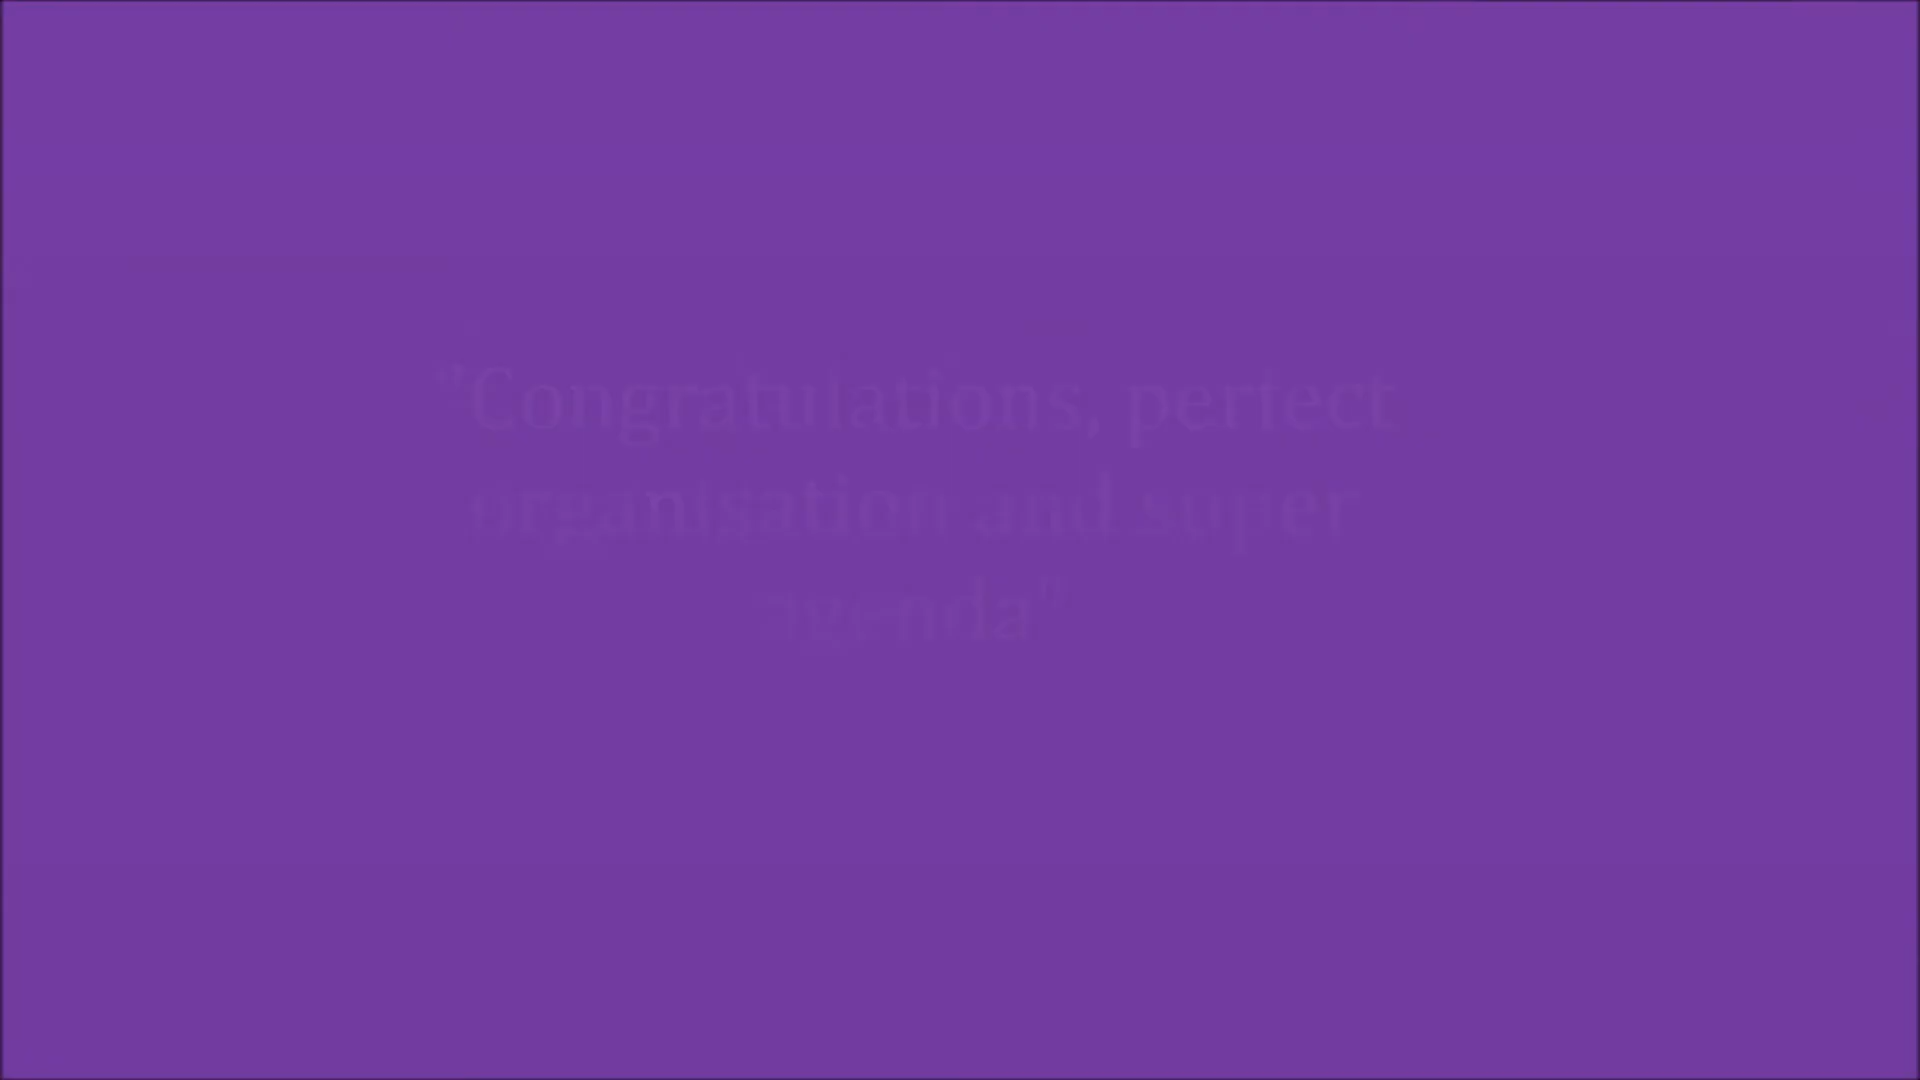 "Congratulations, perfect
organisation and super
agenda"